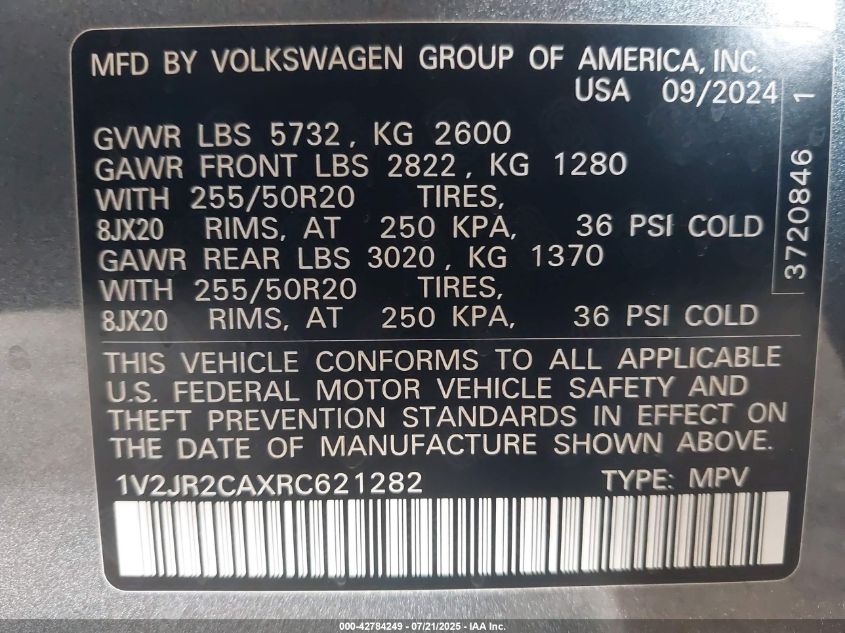 MFD BY VOLKSWAGEN GROUP OF AMERICA, INC.
USA 09/2024
GVWR LBS 5732, KG 2600
GAWR FRONT LBS 2822, KG 1280
WITH 255/50R20 TIRES,
8JX20 RIMS, AT 250 KPA, 36 PSI COLD
GAWR REAR LBS 3020, KG 1370
WITH 255/50R20 TIRES,
8JX20 RIMS, AT 250 KPA, 36 PSI COLD
3720846 1
THIS VEHICLE CONFORMS TO ALL APPLICABLE
U.S. FEDERAL MOTOR VEHICLE SAFETY AND
THEFT PREVENTION STANDARDS IN EFFECT ON
THE DATE OF MANUFACTURE SHOWN ABOVE.
1V2JR2CAXRC621282 TYPE: MPV
000-42784249 - 07/21/2025 - IAA Inc.